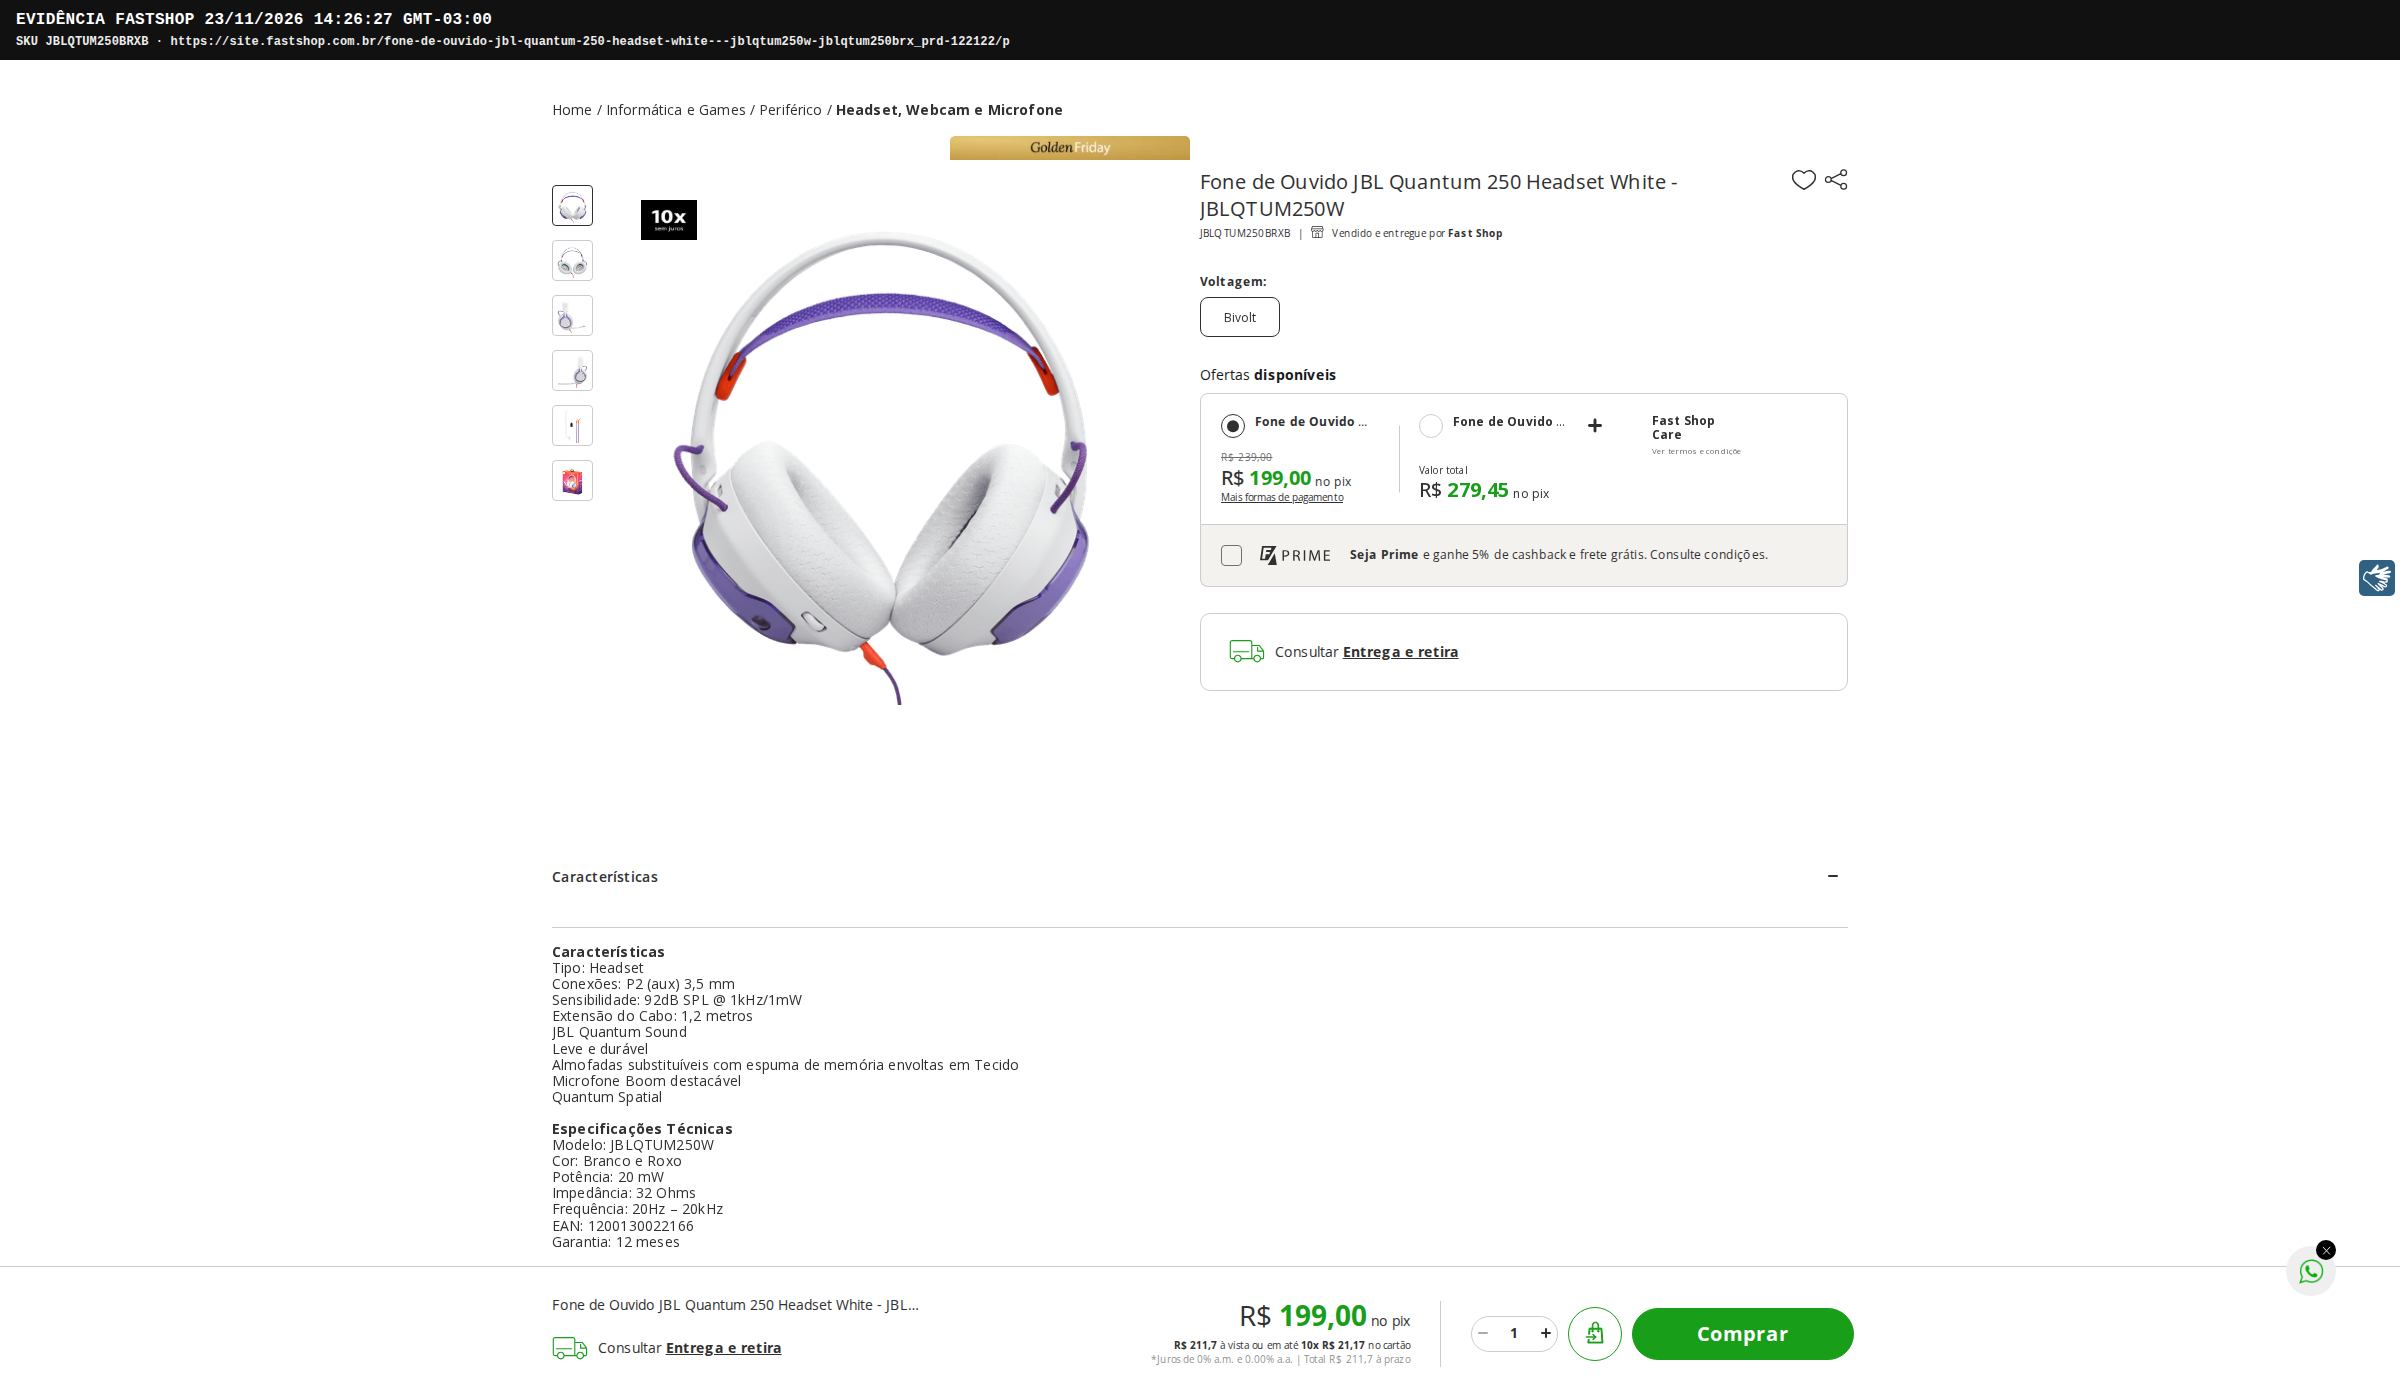 EVIDÊNCIA FASTSHOP 23/11/2026 14:26:27 GMT-03:00
SKU JBLQTUM250BRXB · https://site.fastshop.com.br/fone-de-ouvido-jbl-quantum-250-headset-white---jblqtum250w-jblqtum250brx_prd-122122/p
Home / Informática e Games / Periférico / Headset, Webcam e Microfone
Golden Friday
10x
sem juros
Fone de Ouvido JBL Quantum 250 Headset White -
JBLQTUM250W
JBLQTUM250BRXB | Vendido e entregue por Fast Shop
Voltagem:
Bivolt
Ofertas disponíveis
Fone de Ouvido ...
R$ 239,00
R$ 199,00 no pix
Mais formas de pagamento
Fone de Ouvido ...
+
Fast Shop
Care
Ver termos e condiçõe
Valor total
R$ 279,45 no pix
PRIME Seja Prime e ganhe 5% de cashback e frete grátis. Consulte condições.
Consultar Entrega e retira
Características
Características
Tipo: Headset
Conexões: P2 (aux) 3,5 mm
Sensibilidade: 92dB SPL @ 1kHz/1mW
Extensão do Cabo: 1,2 metros
JBL Quantum Sound
Leve e durável
Almofadas substituíveis com espuma de memória envoltas em Tecido
Microfone Boom destacável
Quantum Spatial
Especificações Técnicas
Modelo: JBLQTUM250W
Cor: Branco e Roxo
Potência: 20 mW
Impedância: 32 Ohms
Frequência: 20Hz – 20kHz
EAN: 1200130022166
Garantia: 12 meses
Fone de Ouvido JBL Quantum 250 Headset White - JBL...
Consultar Entrega e retira
R$ 199,00 no pix
R$ 211,7 à vista ou em até 10x R$ 21,17 no cartão
*Juros de 0% a.m. e 0.00% a.a. | Total R$ 211,7 à prazo
− 1 +
Comprar